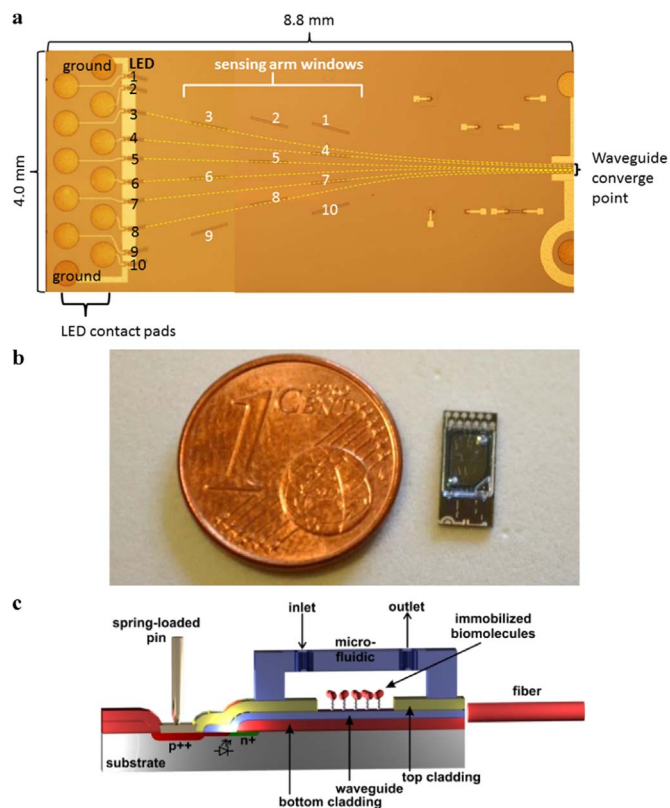 a
8.8 mm
4.0 mm
ground
LED
sensing arm windows
1
2
3
4
5
6
7
8
9
10
3
2
1
4
5
6
7
8
10
9
ground
Waveguide
converge
point
LED contact pads
b
1
CENT
c
spring-loaded
pin
inlet
outlet
micro-
fluidic
immobilized
biomolecules
fiber
p++
n+
substrate
waveguide
bottom cladding
top cladding